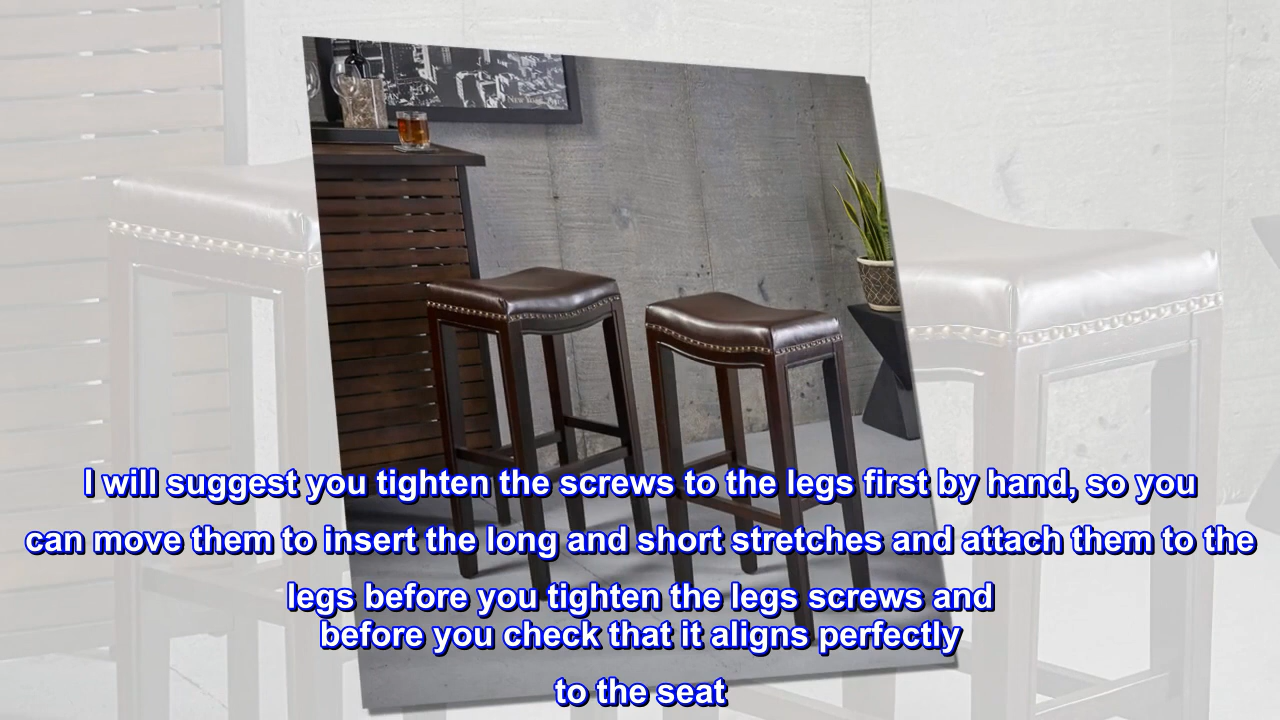 New York
I will suggest you tighten the screws to the legs first by hand, so you
can move them to insert the long and short stretches and attach them to the
legs before you tighten the legs screws and
before you check that it aligns perfectly
to the seat